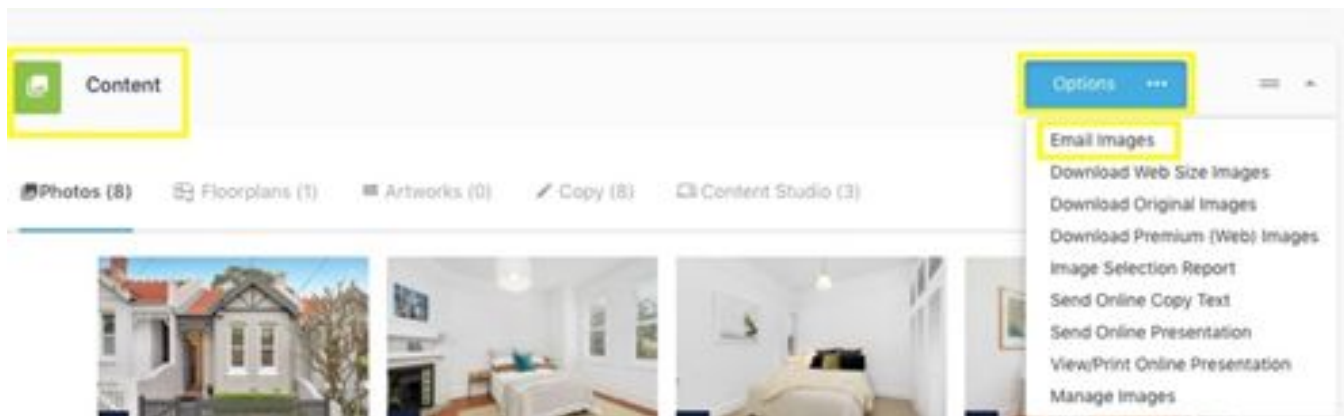 Content
Options
Email Images
Download Web Size Images
Download Original Images
Download Premium (Web) Images
Image Selection Report
Send Online Copy Text
Send Online Presentation
View/Print Online Presentation
Manage Images
Photos (8) Floorplans (1) Artworks (0) Copy (8) Content Studio (3)